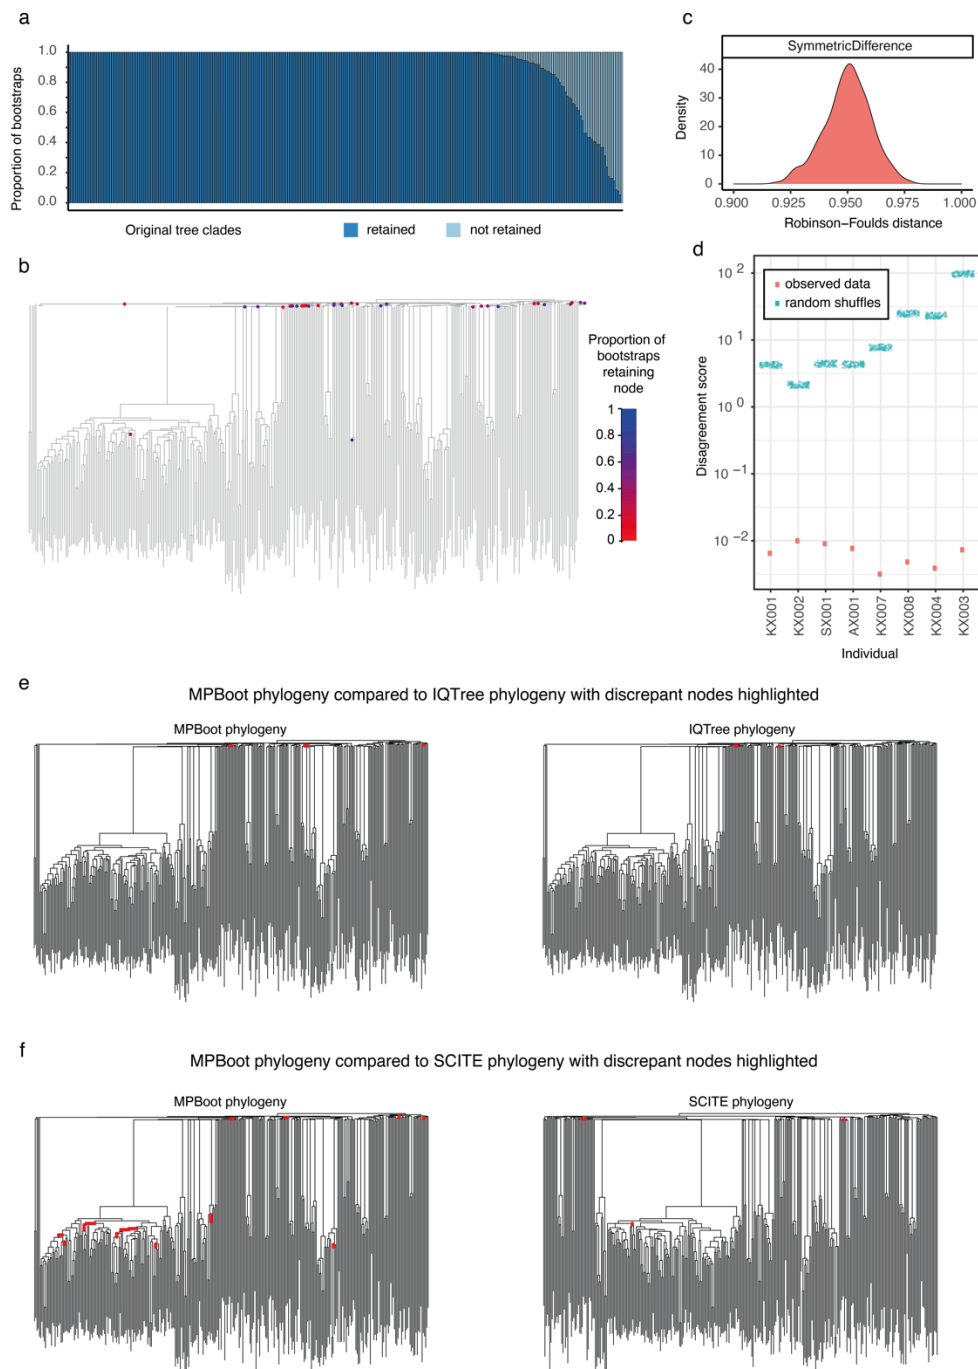 a
Proportion of bootstraps
1.0
0.8
0.6
0.4
0.2
0.0
Original tree clades
retained
not retained
c
SymmetricDifference
Density
40
30
20
10
0
0.900
0.925
0.950
0.975
1.000
Robinson−Foulds distance
b
Proportion of
bootstraps
retaining
node
1
0.8
0.6
0.4
0.2
0
d
observed data
random shuffles
Disagreement score
10 2
10 1
10 0
10 −1
10 −2
KX001
KX002
SX001
AX001
KX007
KX008
KX004
KX003
Individual
e
MPBoot phylogeny compared to IQTree phylogeny with discrepant nodes highlighted
MPBoot phylogeny
IQTree phylogeny
f
MPBoot phylogeny compared to SCITE phylogeny with discrepant nodes highlighted
MPBoot phylogeny
SCITE phylogeny